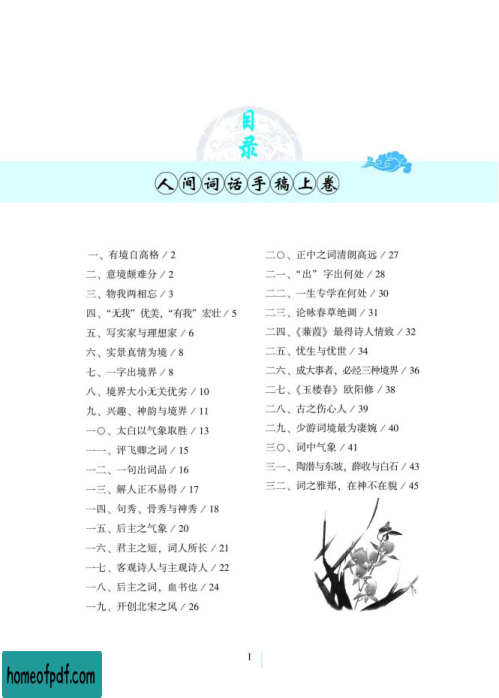 目录
人间词话手稿上卷
一、有境自高格/2
二、意境颇难分/2
三、物我两相忘/3
四、“无我”优美，“有我”宏壮/5
五、写实家与理想家/6
六、实景真情为境/8
七、一字出境界/8
八、境界大小无关优劣/10
九、兴趣、神韵与境界/11
一〇、太白以气象取胜/13
一一、评飞卿之词/15
一二、一句出词品/16
一三、解人正不易得/17
一四、句秀、骨秀与神秀/18
一五、后主之气象/20
一六、君主之短，词人所长/21
一七、客观诗人与主观诗人/22
一八、后主之词，血书也/24
一九、开创北宋之风/26
二〇、正中之词清朗高远/27
二一、“出”字出何处/28
二二、一生专学在何处/30
二三、论咏春草绝调/31
二四、《蒹葭》最得诗人情致/32
二五、忧生与忧世/34
二六、成大事者，必经三种境界/36
二七、《玉楼春》欧阳修/38
二八、古之伤心人/39
二九、少游词境最为凄婉/40
三〇、词中气象/41
三一、陶潜与东坡，薛收与白石/43
三二、词之雅郑，在神不在貌/45
1
homeofpdf.com